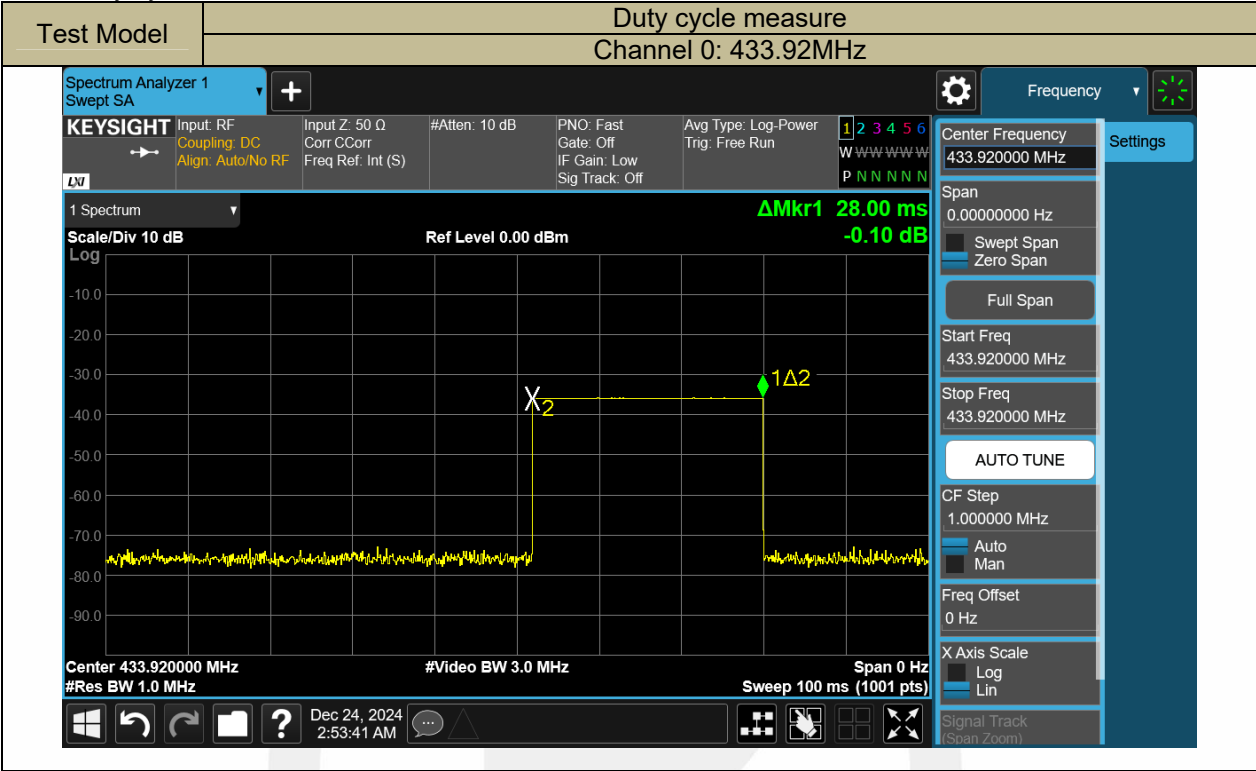 Test Model
Duty cycle measure
Channel 0: 433.92MHz
Spectrum Analyzer 1
Swept SA
Frequency
KEYSIGHT
LXI
Input: RF
Coupling: DC
Align: Auto/No RF
Input Z: 50 Ω
Corr CCorr
Freq Ref: Int (S)
#Atten: 10 dB
PNO: Fast
Gate: Off
IF Gain: Low
Sig Track: Off
Avg Type: Log-Power
Trig: Free Run
1 2 3 4 5 6
W W W W W W
P N N N N N
1 Spectrum
Scale/Div 10 dB
Log
Ref Level 0.00 dBm
ΔMkr1 28.00 ms
-0.10 dB
-10.0
-20.0
-30.0
-40.0
-50.0
-60.0
-70.0
-80.0
-90.0
X2
1Δ2
Center 433.920000 MHz
#Res BW 1.0 MHz
#Video BW 3.0 MHz
Span 0 Hz
Sweep 100 ms (1001 pts)
Dec 24, 2024
2:53:41 AM
Center Frequency
433.920000 MHz
Settings
Span
0.00000000 Hz
Swept Span
Zero Span
Full Span
Start Freq
433.920000 MHz
Stop Freq
433.920000 MHz
AUTO TUNE
CF Step
1.000000 MHz
Auto
Man
Freq Offset
0 Hz
X Axis Scale
Log
Lin
Signal Track
(Span Zoom)